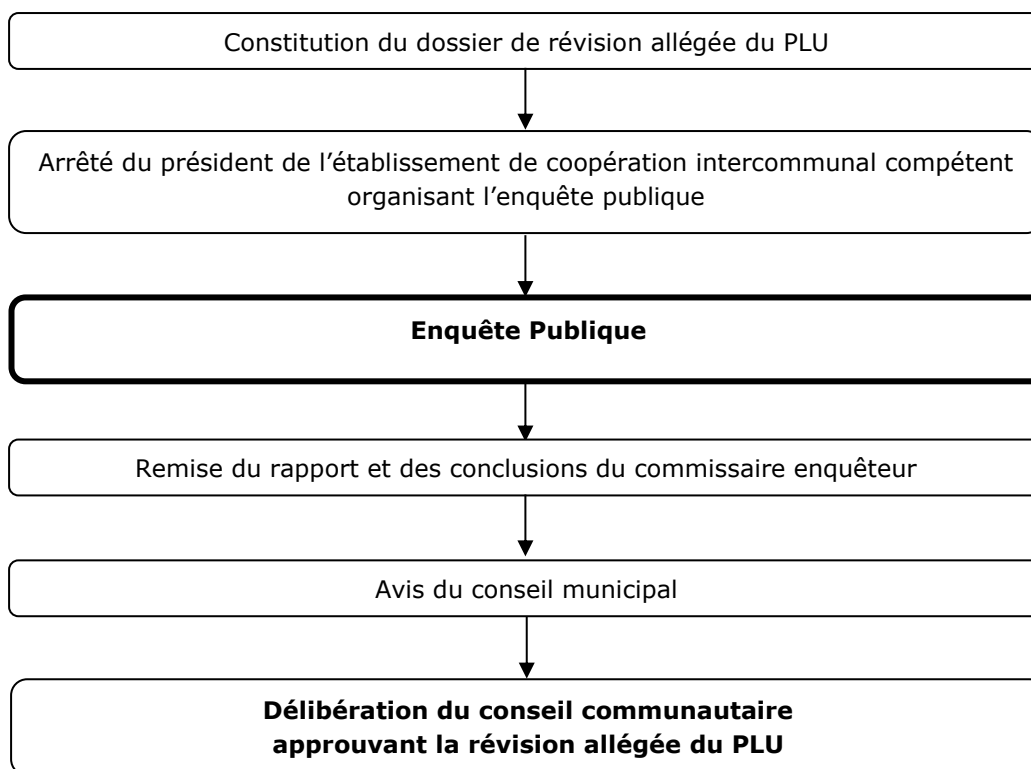 Constitution du dossier de révision allégée du PLU
Arrêté du président de l’établissement de coopération intercommunal compétent
organisant l’enquête publique
Enquête Publique
Remise du rapport et des conclusions du commissaire enquêteur
Avis du conseil municipal
Délibération du conseil communautaire
approuvant la révision allégée du PLU